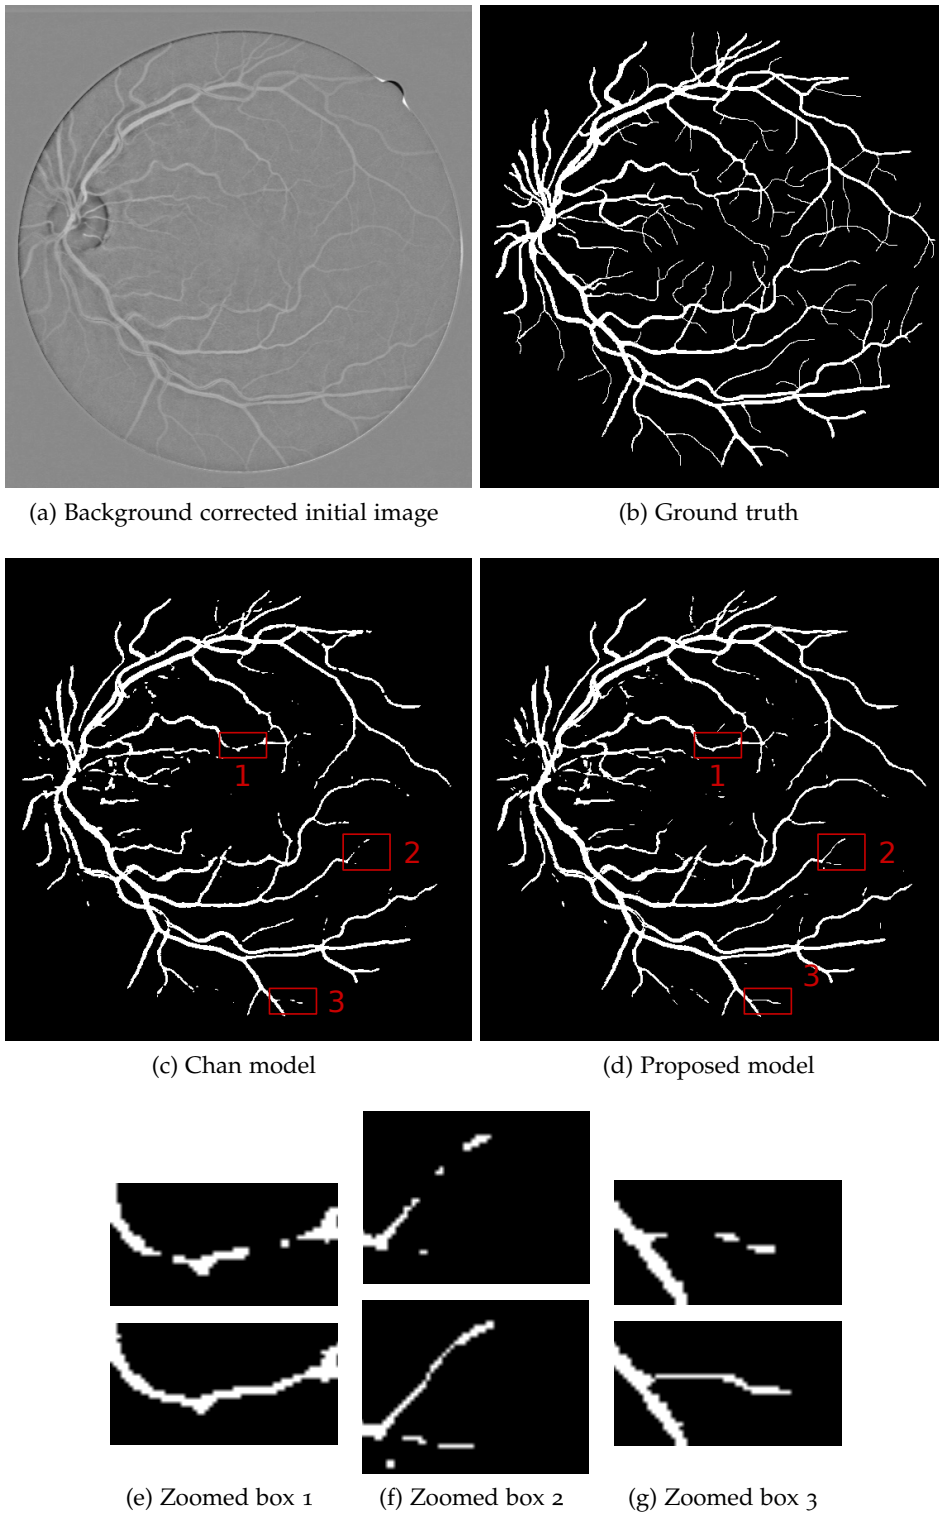 (a) Background corrected initial image
(b) Ground truth
1
2
3
1
2
3
(c) Chan model
(d) Proposed model
(e) Zoomed box 1
(f) Zoomed box 2
(g) Zoomed box 3